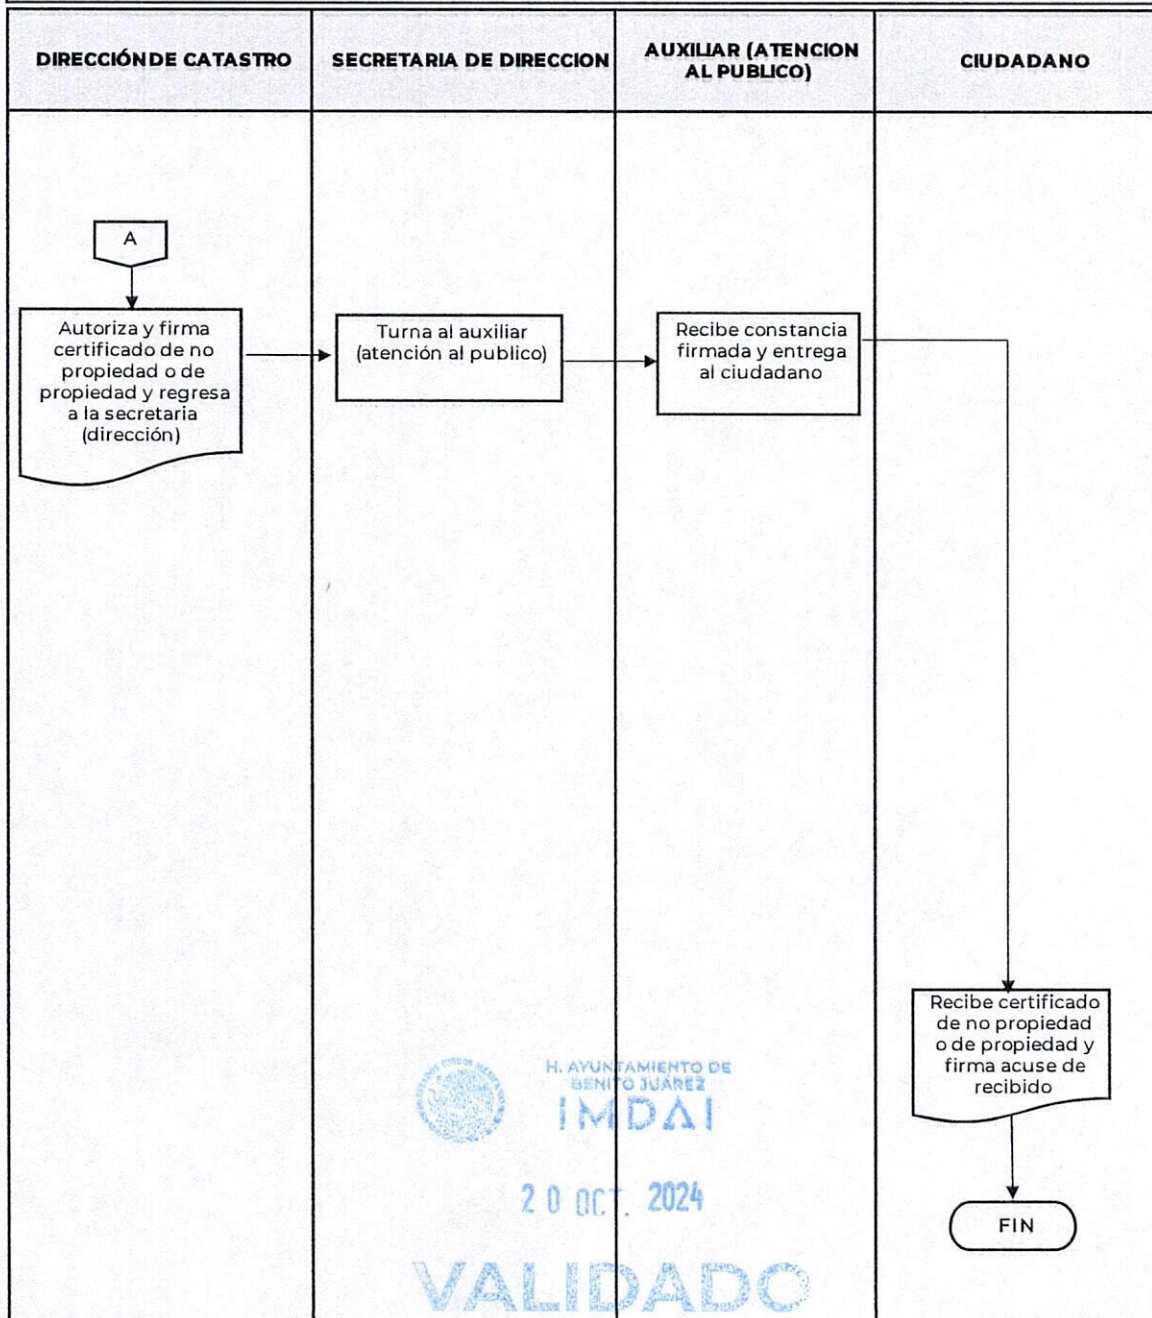 DIRECCIÓN DE CATASTRO
SECRETARIA DE DIRECCION
AUXILIAR (ATENCION
AL PUBLICO)
CIUDADANO
A
Autoriza y firma
certificado de no
propiedad o de
propiedad y regresa
a la secretaria
(dirección)
Turna al auxiliar
(atención al publico)
Recibe constancia
firmada y entrega
al ciudadano
Recibe certificado
de no propiedad
o de propiedad y
firma acuse de
recibido
FIN
H. AYUNTAMIENTO DE
BENITO JUÁREZ
IMDAI
20 OCT. 2024
VALIDADO